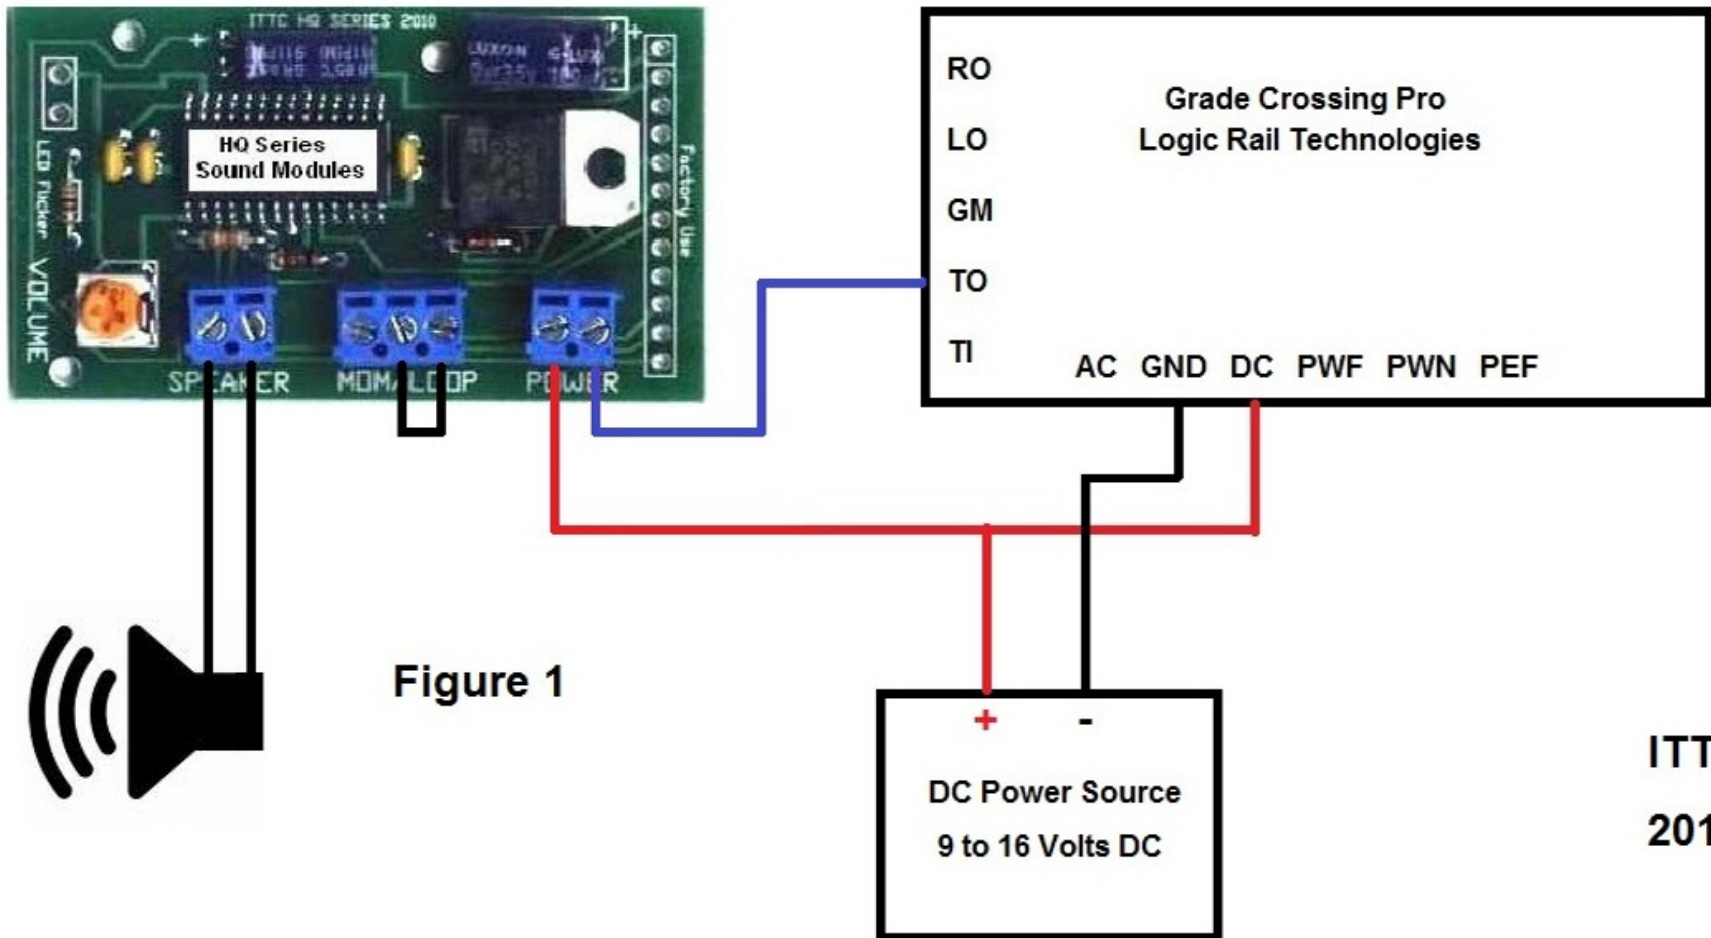 ITTC HQ SERIES 2010
+
+
HQ Series
Sound Modules
LED Flicker
VOLUME
Factory Use
SPEAKER
MOM/LOOP
POWER
RO
LO
GM
TO
TI
Grade Crossing Pro
Logic Rail Technologies
AC GND DC PWF PWN PEF
Figure 1
+ -
DC Power Source
9 to 16 Volts DC
ITT
201